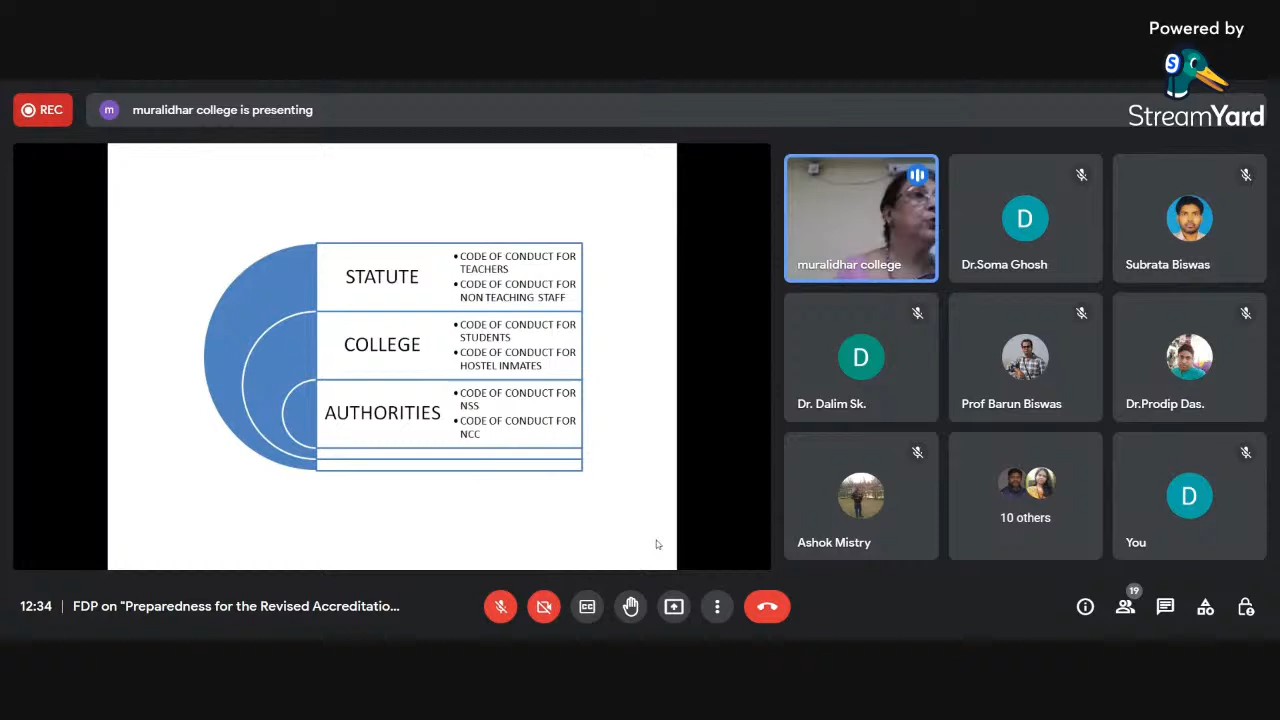 Powered by
StreamYard
REC
m
muralidhar college is presenting
STATUTE
• CODE OF CONDUCT FOR
TEACHERS
• CODE OF CONDUCT FOR
NON TEACHING STAFF
COLLEGE
• CODE OF CONDUCT FOR
STUDENTS
• CODE OF CONDUCT FOR
HOSTEL INMATES
AUTHORITIES
• CODE OF CONDUCT FOR
NSS
• CODE OF CONDUCT FOR
NCC
muralidhar college
D
Dr.Soma Ghosh
Subrata Biswas
D
Dr. Dalim Sk.
Prof Barun Biswas
Dr.Prodip Das.
Ashok Mistry
10 others
D
You
12:34
FDP on "Preparedness for the Revised Accreditatio...
CC
19